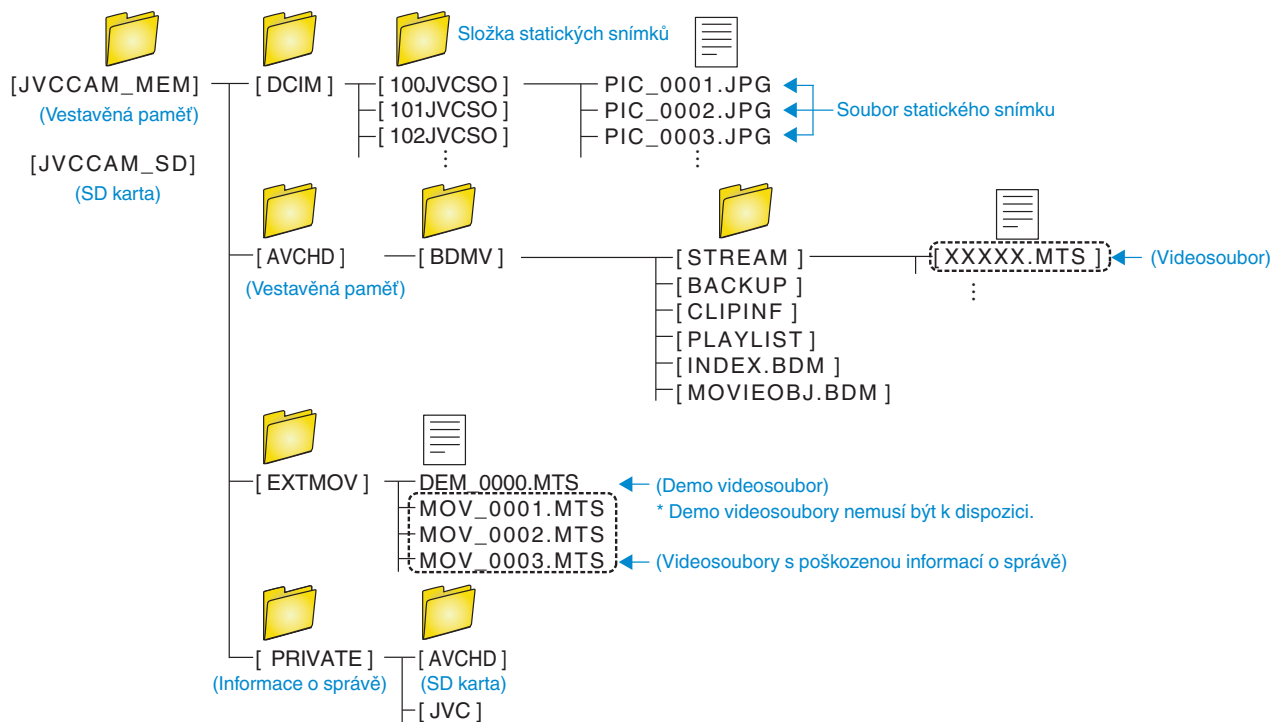 Složka statických snímků
[JVCCAM_MEM]
(Vestavěná paměť)
[JVCCAM_SD]
(SD karta)
[ DCIM ]
[ 100JVCSO ]
[ 101JVCSO ]
[ 102JVCSO ]
PIC_0001.JPG
PIC_0002.JPG
PIC_0003.JPG
Soubor statického snímku
[ AVCHD ]
(Vestavěná paměť)
[ BDMV ]
[ STREAM ]
[ BACKUP ]
[ CLIPINF ]
[ PLAYLIST ]
[ INDEX.BDM ]
[ MOVIEOBJ.BDM ]
[ XXXXX.MTS ]
(Videosoubor)
[ EXTMOV ]
DEM_0000.MTS
(Demo videosoubor)
* Demo videosoubory nemusí být k dispozici.
MOV_0001.MTS
MOV_0002.MTS
MOV_0003.MTS
(Videosoubory s poškozenou informací o správě)
[ PRIVATE ]
(Informace o správě)
[ AVCHD ]
(SD karta)
[ JVC ]